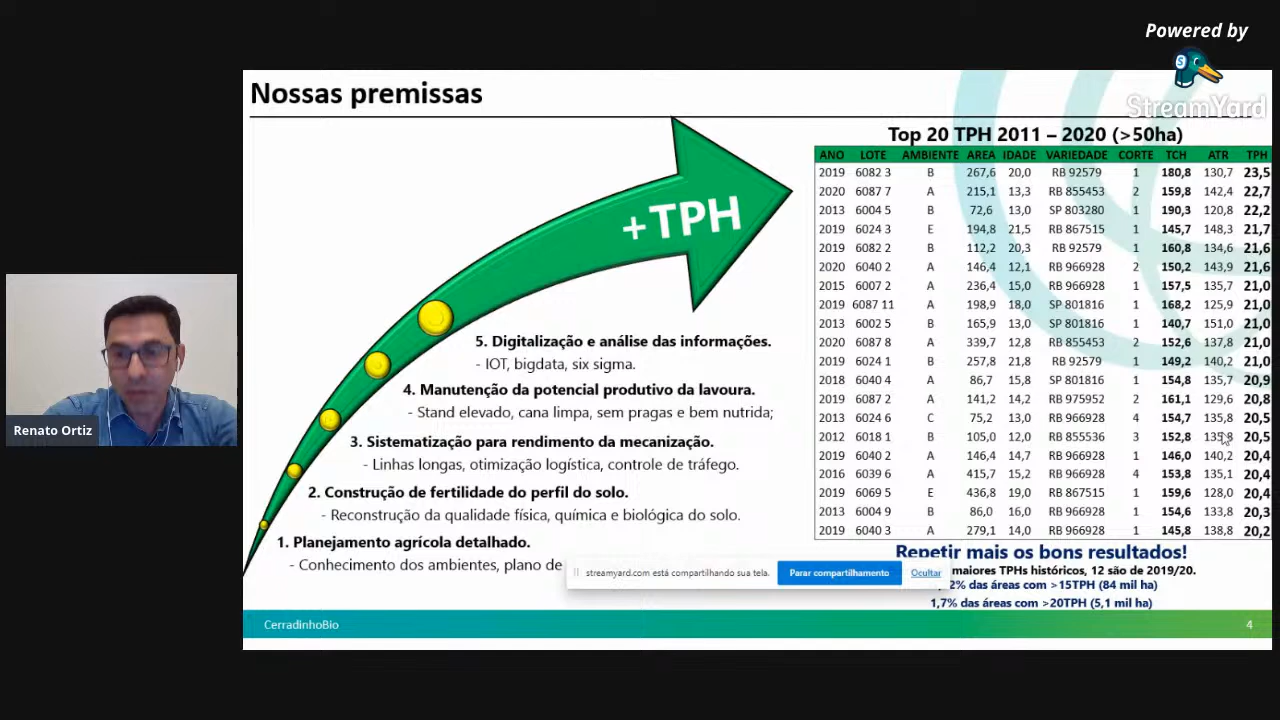 Powered by
StreamYard
Nossas premissas
+TPH
5. Digitalização e análise das informações.
- IOT, bigdata, six sigma.
4. Manutenção da potencial produtivo da lavoura.
- Stand elevado, cana limpa, sem pragas e bem nutrida;
3. Sistematização para rendimento da mecanização.
- Linhas longas, otimização logística, controle de tráfego.
2. Construção de fertilidade do perfil do solo.
- Reconstrução da qualidade física, química e biológica do solo.
1. Planejamento agrícola detalhado.
- Conhecimento dos ambientes, plano de
Top 20 TPH 2011 – 2020 (>50ha)
ANO LOTE AMBIENTE AREA IDADE VARIEDADE CORTE TCH ATR TPH
2019 6082 3 B 267,6 20,0 RB 92579 1 180,8 130,7 23,5
2020 6087 7 A 215,1 13,3 RB 855453 2 159,8 142,4 22,7
2013 6004 5 B 72,6 13,0 SP 803280 1 190,3 120,8 22,2
2019 6024 3 E 194,8 21,5 RB 867515 1 145,7 148,3 21,7
2019 6082 2 B 112,2 20,3 RB 92579 1 160,8 134,6 21,6
2020 6040 2 A 146,4 12,1 RB 966928 2 150,2 143,9 21,6
2015 6007 2 A 236,4 15,0 RB 966928 1 157,5 135,7 21,0
2019 6087 11 A 198,9 18,0 SP 801816 1 168,2 125,9 21,0
2013 6002 5 B 165,9 13,0 SP 801816 1 140,7 151,0 21,0
2020 6087 8 A 339,7 12,8 RB 855453 2 152,6 137,8 21,0
2019 6024 1 B 257,8 21,8 RB 92579 1 149,2 140,2 21,0
2018 6040 4 A 86,7 15,8 SP 801816 1 154,8 135,7 20,9
2019 6087 2 A 141,2 14,2 RB 975952 2 161,1 129,6 20,8
2013 6024 6 C 75,2 13,0 RB 966928 4 154,7 135,8 20,5
2012 6018 1 B 105,0 12,0 RB 855536 3 152,8 20,5
2019 6040 2 A 146,4 14,7 RB 966928 1 146,0 140,2 20,4
2016 6039 6 A 415,7 15,2 RB 966928 4 153,8 135,1 20,4
2019 6069 5 E 436,8 19,0 RB 867515 1 159,6 128,0 20,4
2013 6004 9 B 86,0 16,0 RB 966928 1 154,6 133,8 20,3
2019 6040 3 A 279,1 14,0 RB 966928 1 145,8 138,8 20,2
Repetir mais os bons resultados!
maiores TPHs históricos, 12 são de 2019/20.
2% das áreas com >15TPH (84 mil ha)
1,7% das áreas com >20TPH (5,1 mil ha)
streamyard.com está compartilhando sua tela. Parar compartilhamento Ocultar
Renato Ortiz
CerradinhoBio 4